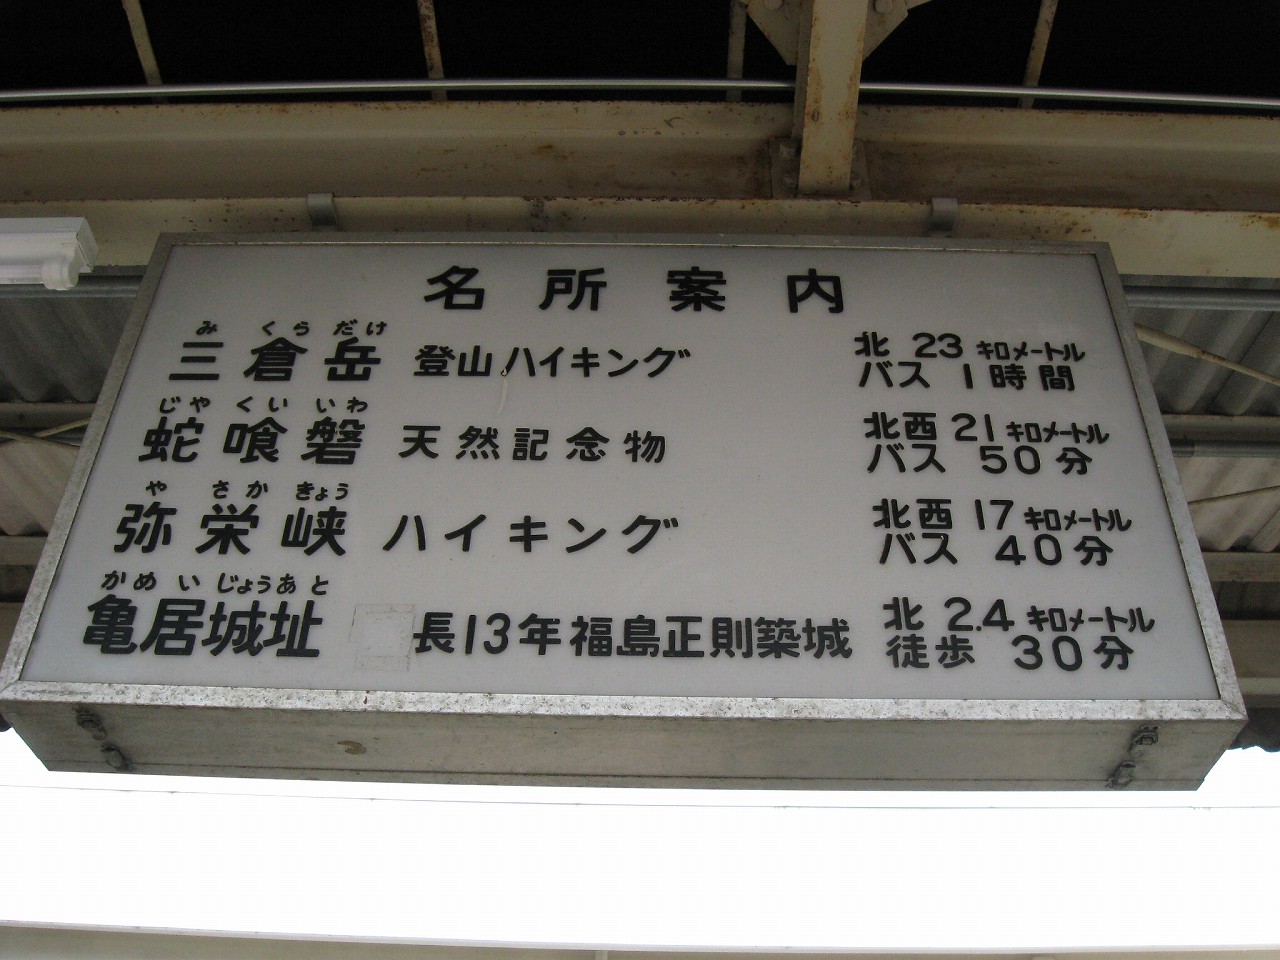 名所案内
みくらだけ
三倉岳 登山ハイキング 北 23キロメートル
バス 1時間
じゃくいいわ
蛇喰磐 天然記念物 北西21キロメートル
バス 50分
やさかきょう
弥栄峡 ハイキング 北西17キロメートル
バス 40分
かめいじょうあと
亀居城址 長13年福島正則築城 北 2.4キロメートル
徒歩 30分